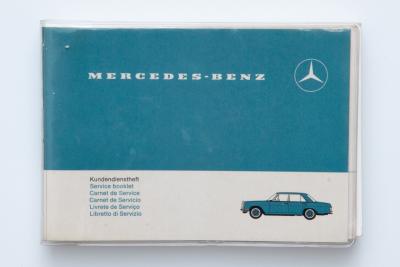 MERCEDES-BENZ
Kundendienstheft
Service booklet
Carnet de Service
Carnet de Servicio
Livrete de Serviço
Libretto di Servizio